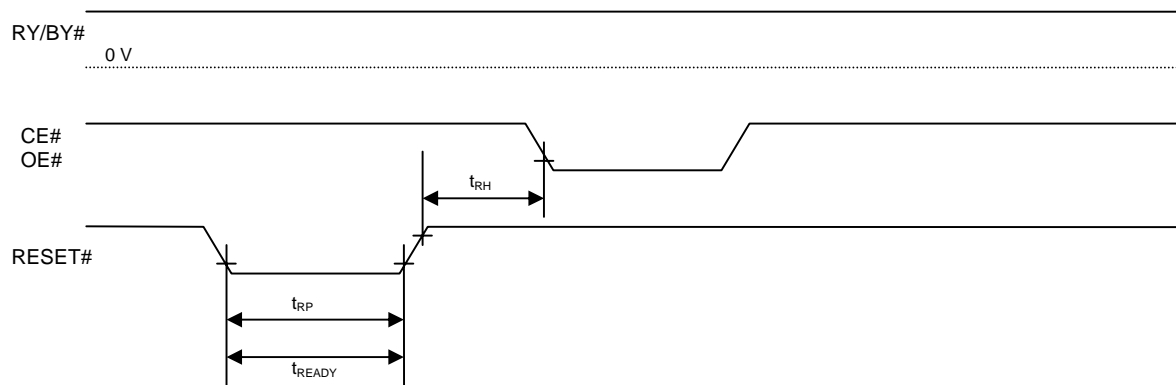 RY/BY#
0 V
CE#
OE#
tRH
RESET#
tRP
tREADY